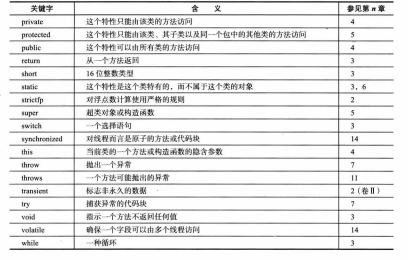 关键字 含 义 参见第 n 章
private 这个特性只能由该类的方法访问 4
protected 这个特性只能由该类、其子类以及同一个包中的其他类的方法访问 5
public 这个特性可以由所有类的方法访问 4
return 从一个方法返回 3
short 16 位整数类型 3
static 这个特性是这个类特有的，而不属于这个类的对象 3，6
strictfp 对浮点数计算使用严格的规则 2
super 超类对象或构造函数 5
switch 一个选择语句 3
synchronized 对线程而言是原子的方法或代码块 14
this 当前类的一个方法或构造函数的隐含参数 4
throw 抛出一个异常 7
throws 一个方法可能抛出的异常 11
transient 标志非永久的数据 2（卷Ⅱ）
try 捕获异常的代码块 7
void 指示一个方法不返回任何值 3
volatile 确保一个字段可以由多个线程访问 14
while 一种循环 3